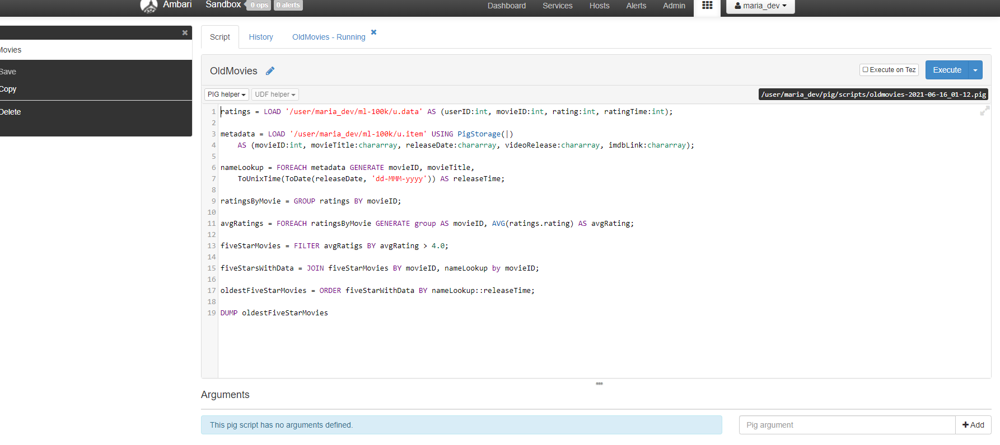 Ambari Sandbox 0 ops 0 alerts Dashboard Services Hosts Alerts Admin maria_dev
Movies
Save
Copy
Delete
Script History OldMovies - Running
OldMovies Execute on Tez Execute
PIG helper UDF helper /user/maria_dev/pig/scripts/oldmovies-2021-06-16_01-12.pig
1 ratings = LOAD '/user/maria_dev/ml-100k/u.data' AS (userID:int, movieID:int, rating:int, ratingTime:int);
2
3 metadata = LOAD '/user/maria_dev/ml-100k/u.item' USING PigStorage(|)
4 AS (movieID:int, movieTitle:chararray, releaseDate:chararray, videoRelease:chararray, imdbLink:chararray);
5
6 nameLookup = FOREACH metadata GENERATE movieID, movieTitle,
7 ToUnixTime(ToDate(releaseDate, 'dd-MMM-yyyy')) AS releaseTime;
8
9 ratingsByMovie = GROUP ratings BY movieID;
10
11 avgRatings = FOREACH ratingsByMovie GENERATE group AS movieID, AVG(ratings.rating) AS avgRating;
12
13 fiveStarMovies = FILTER avgRatigs BY avgRating > 4.0;
14
15 fiveStarsWithData = JOIN fiveStarMovies BY movieID, nameLookup by movieID;
16
17 oldestFiveStarMovies = ORDER fiveStarWithData BY nameLookup::releaseTime;
18
19 DUMP oldestFiveStarMovies
Arguments
This pig script has no arguments defined. Pig argument Add